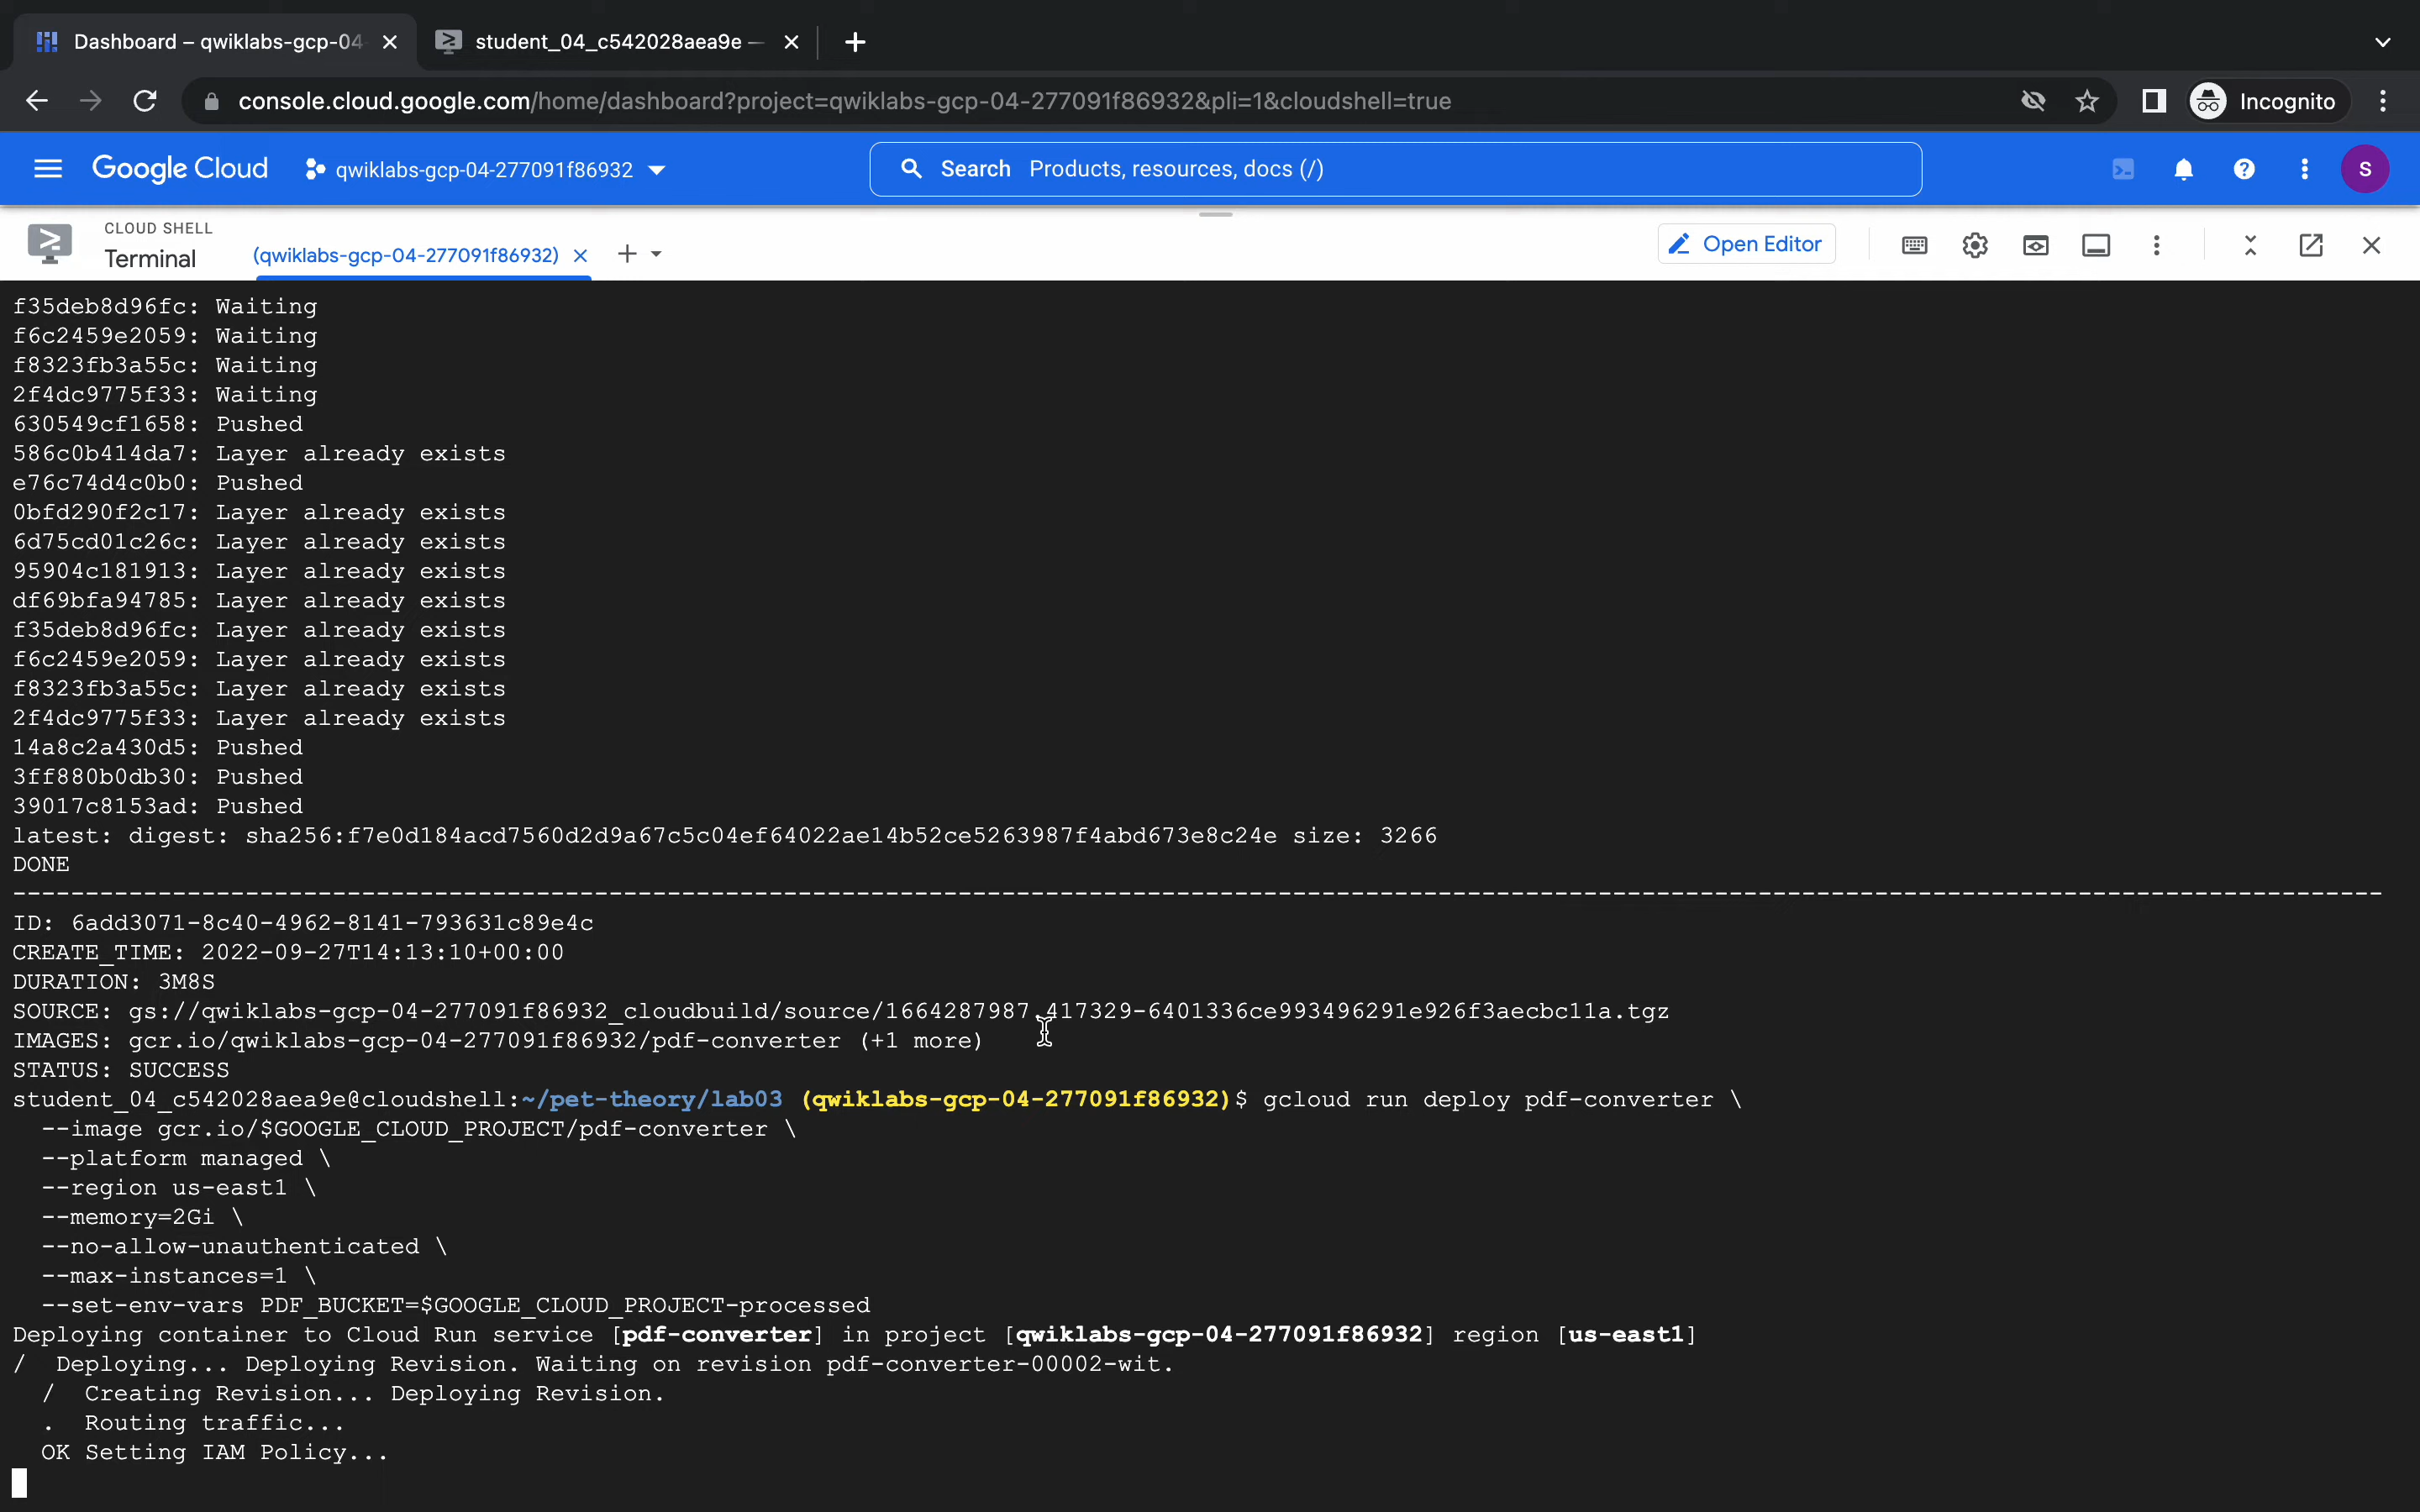 Dashboard – qwiklabs-gcp-04
student_04_c542028aea9e –
console.cloud.google.com/home/dashboard?project=qwiklabs-gcp-04-277091f86932&pli=1&cloudshell=true
Incognito
Google Cloud
qwiklabs-gcp-04-277091f86932
Search Products, resources, docs (/)
S
CLOUD SHELL
Terminal
(qwiklabs-gcp-04-277091f86932)
Open Editor
f35deb8d96fc: Waiting
f6c2459e2059: Waiting
f8323fb3a55c: Waiting
2f4dc9775f33: Waiting
630549cf1658: Pushed
586c0b414da7: Layer already exists
e76c74d4c0b0: Pushed
0bfd290f2c17: Layer already exists
6d75cd01c26c: Layer already exists
95904c181913: Layer already exists
df69bfa94785: Layer already exists
f35deb8d96fc: Layer already exists
f6c2459e2059: Layer already exists
f8323fb3a55c: Layer already exists
2f4dc9775f33: Layer already exists
14a8c2a430d5: Pushed
3ff880b0db30: Pushed
39017c8153ad: Pushed
latest: digest: sha256:f7e0d184acd7560d2d9a67c5c04ef64022ae14b52ce5263987f4abd673e8c24e size: 3266
DONE
--------------------------------------------------------------------------------
ID: 6add3071-8c40-4962-8141-793631c89e4c
CREATE_TIME: 2022-09-27T14:13:10+00:00
DURATION: 3M8S
SOURCE: gs://qwiklabs-gcp-04-277091f86932_cloudbuild/source/1664287987.417329-6401336ce993496291e926f3aecbc11a.tgz
IMAGES: gcr.io/qwiklabs-gcp-04-277091f86932/pdf-converter (+1 more)
STATUS: SUCCESS
student_04_c542028aea9e@cloudshell:~/pet-theory/lab03 (qwiklabs-gcp-04-277091f86932)$ gcloud run deploy pdf-converter \
--image gcr.io/$GOOGLE_CLOUD_PROJECT/pdf-converter \
--platform managed \
--region us-east1 \
--memory=2Gi \
--no-allow-unauthenticated \
--max-instances=1 \
--set-env-vars PDF_BUCKET=$GOOGLE_CLOUD_PROJECT-processed
Deploying container to Cloud Run service [pdf-converter] in project [qwiklabs-gcp-04-277091f86932] region [us-east1]
/ Deploying... Deploying Revision. Waiting on revision pdf-converter-00002-wit.
/ Creating Revision... Deploying Revision.
. Routing traffic...
OK Setting IAM Policy...